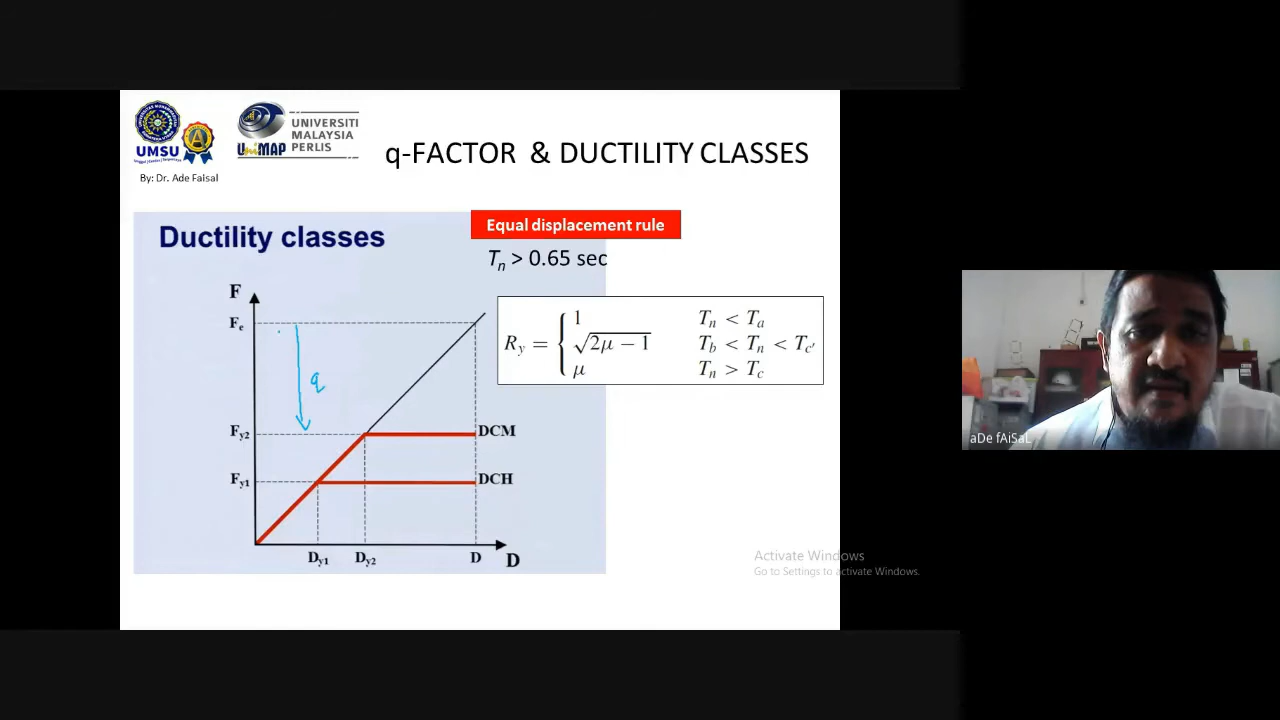 UMSU
UniMAP
UNIVERSITI
MALAYSIA
PERLIS
By: Dr. Ade Faisal
q-FACTOR & DUCTILITY CLASSES
Equal displacement rule
Ductility classes
Tn > 0.65 sec
F
Fe
q
Ry = { 1 Tn < Ta
√2μ − 1 Tb < Tn < Tc'
μ Tn > Tc
Fy2
DCM
Fy1
DCH
Dy1 Dy2 D D
aDe fAiSaL
Activate Windows
Go to Settings to activate Windows.